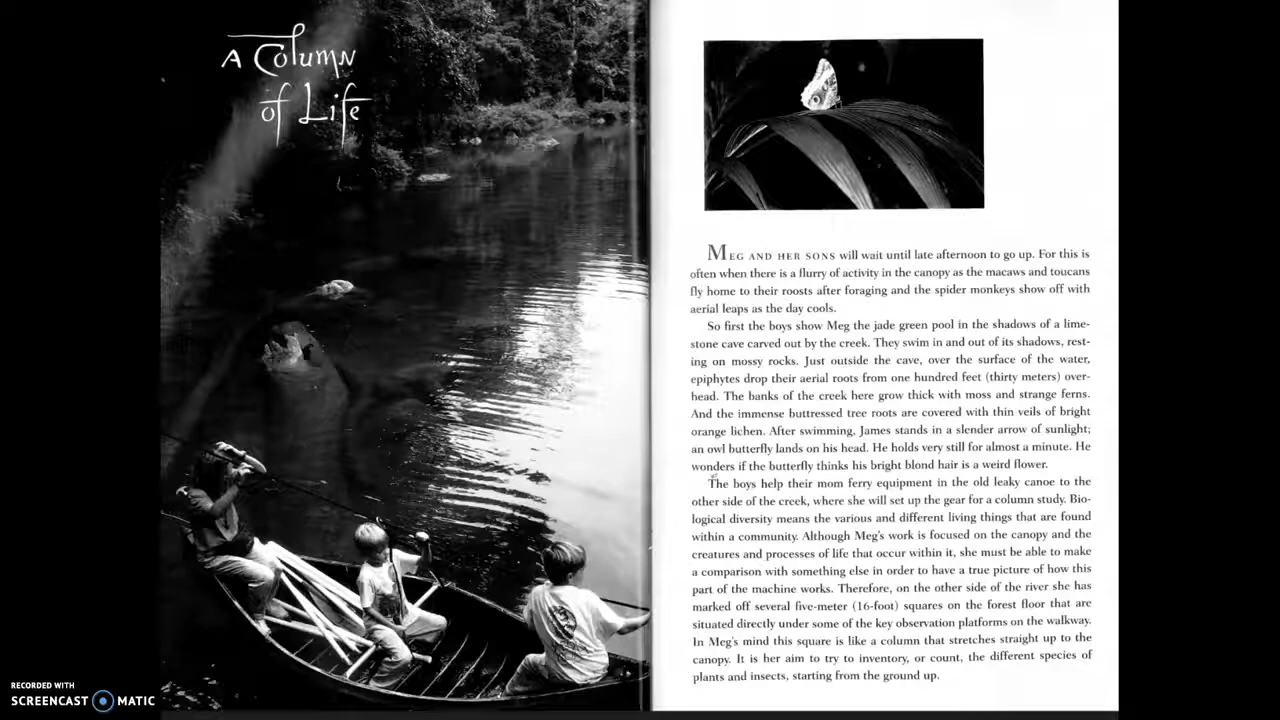 A Column
of Life
MEG AND HER SONS will wait until late afternoon to go up. For this is
often when there is a flurry of activity in the canopy as the macaws and toucans
fly home to their roosts after foraging and the spider monkeys show off with
aerial leaps as the day cools.
So first the boys show Meg the jade green pool in the shadows of a lime-
stone cave carved out by the creek. They swim in and out of its shadows, rest-
ing on mossy rocks. Just outside the cave, over the surface of the water,
epiphytes drop their aerial roots from one hundred feet (thirty meters) over-
head. The banks of the creek here grow thick with moss and strange ferns.
And the immense buttressed tree roots are covered with thin veils of bright
orange lichen. After swimming, James stands in a slender arrow of sunlight;
an owl butterfly lands on his head. He holds very still for almost a minute. He
wonders if the butterfly thinks his bright blond hair is a weird flower.
The boys help their mom ferry equipment in the old leaky canoe to the
other side of the creek, where she will set up the gear for a column study. Bio-
logical diversity means the various and different living things that are found
within a community. Although Meg's work is focused on the canopy and the
creatures and processes of life that occur within it, she must be able to make
a comparison with something else in order to have a true picture of how this
part of the machine works. Therefore, on the other side of the river she has
marked off several five-meter (16-foot) squares on the forest floor that are
situated directly under some of the key observation platforms on the walkway.
In Meg's mind this square is like a column that stretches straight up to the
canopy. It is her aim to try to inventory, or count, the different species of
plants and insects, starting from the ground up.
RECORDED WITH
SCREENCAST MATIC